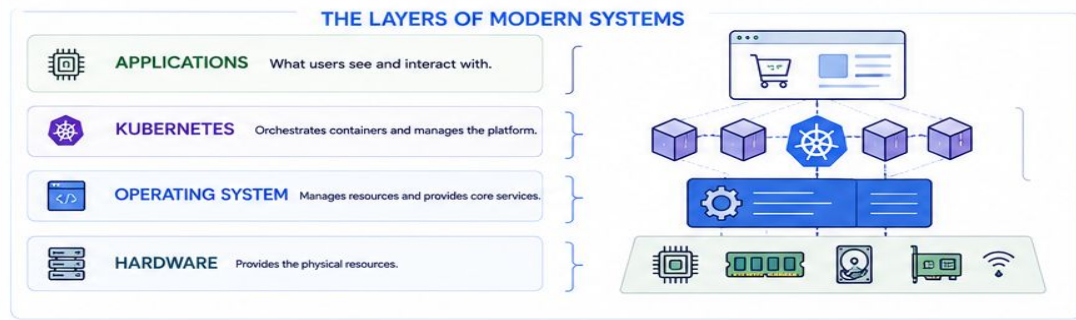 THE LAYERS OF MODERN SYSTEMS
APPLICATIONS What users see and interact with.
KUBERNETES Orchestrates containers and manages the platform.
OPERATING SYSTEM Manages resources and provides core services.
</>
HARDWARE Provides the physical resources.